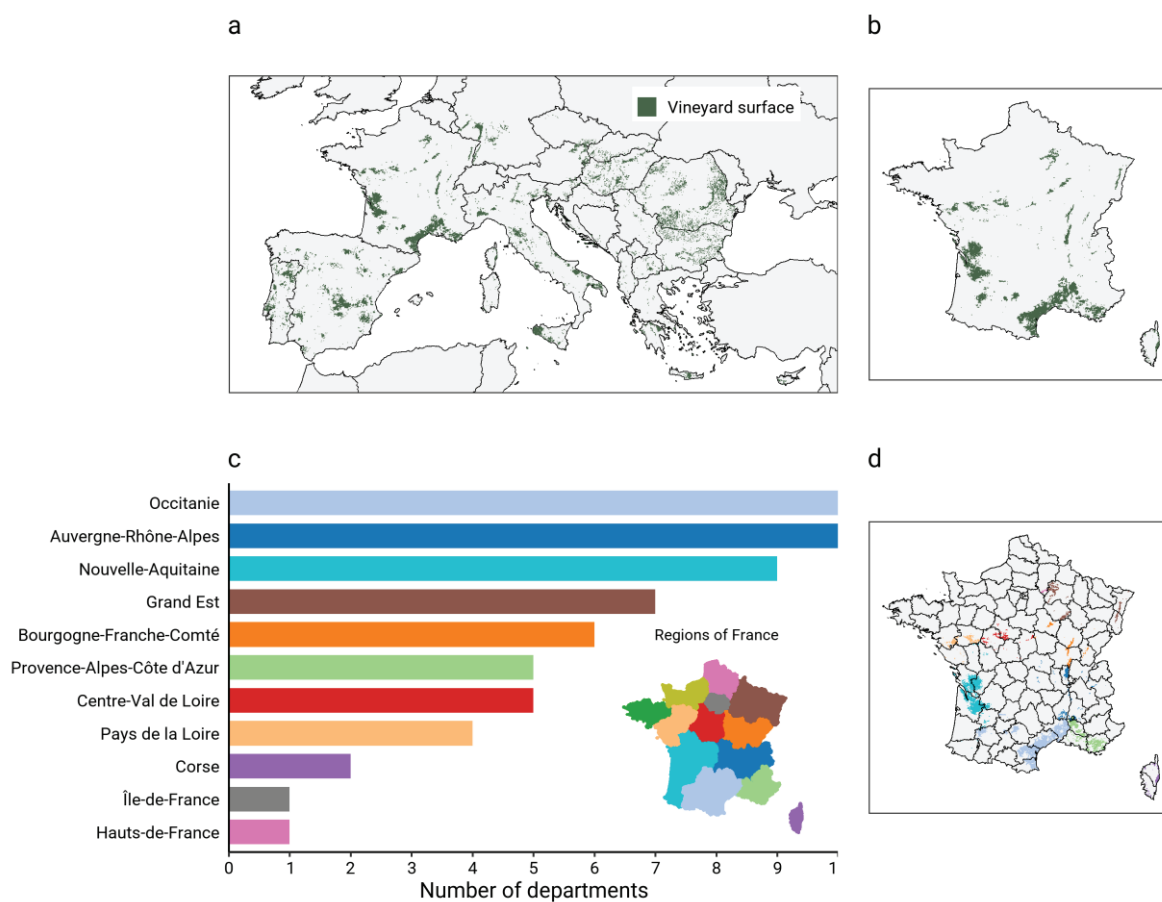 a
b
Vineyard surface
c
d
Occitanie
Auvergne-Rhône-Alpes
Nouvelle-Aquitaine
Grand Est
Bourgogne-Franche-Comté
Regions of France
Provence-Alpes-Côte d'Azur
Centre-Val de Loire
Pays de la Loire
Corse
Île-de-France
Hauts-de-France
0 1 2 3 4 5 6 7 8 9 1
Number of departments